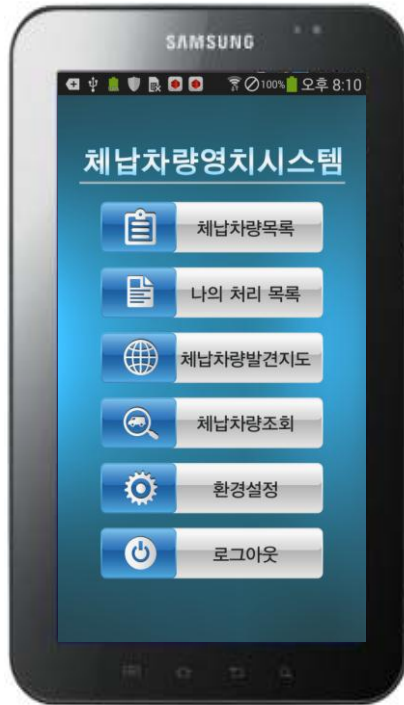 SAMSUNG
100% 오후 8:10
체납차량영치시스템
체납차량목록
나의 처리 목록
체납차량발견지도
체납차량조회
환경설정
로그아웃